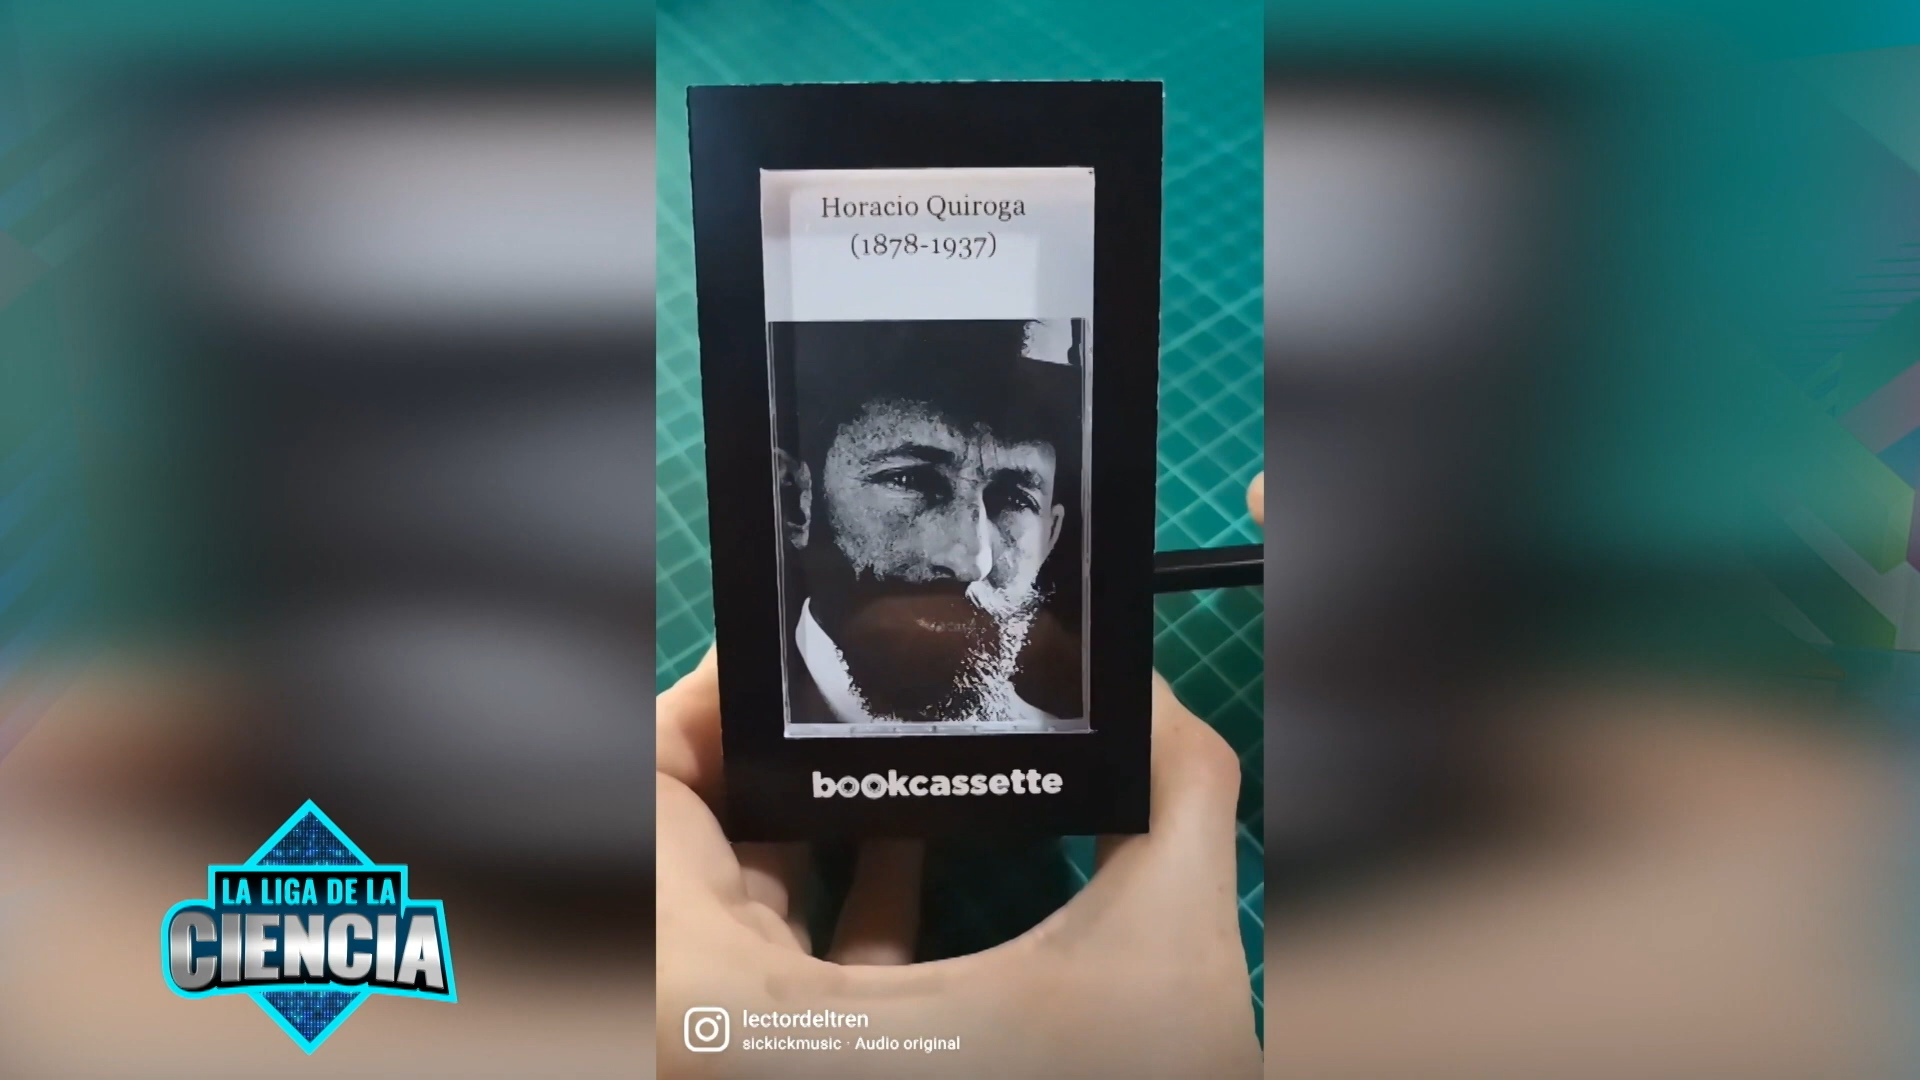 Horacio Quiroga
(1878-1937)
bookcassette
LA LIGA DE LA
CIENCIA
lectordeltren
sickickmusic · Audio original